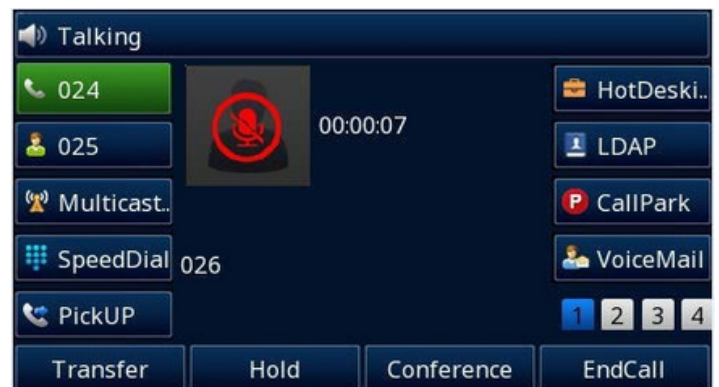 Talking
024
00:00:07
HotDeski..
025
LDAP
Multicast..
P CallPark
SpeedDial
026
VoiceMail
PickUP
1 2 3 4
Transfer Hold Conference EndCall